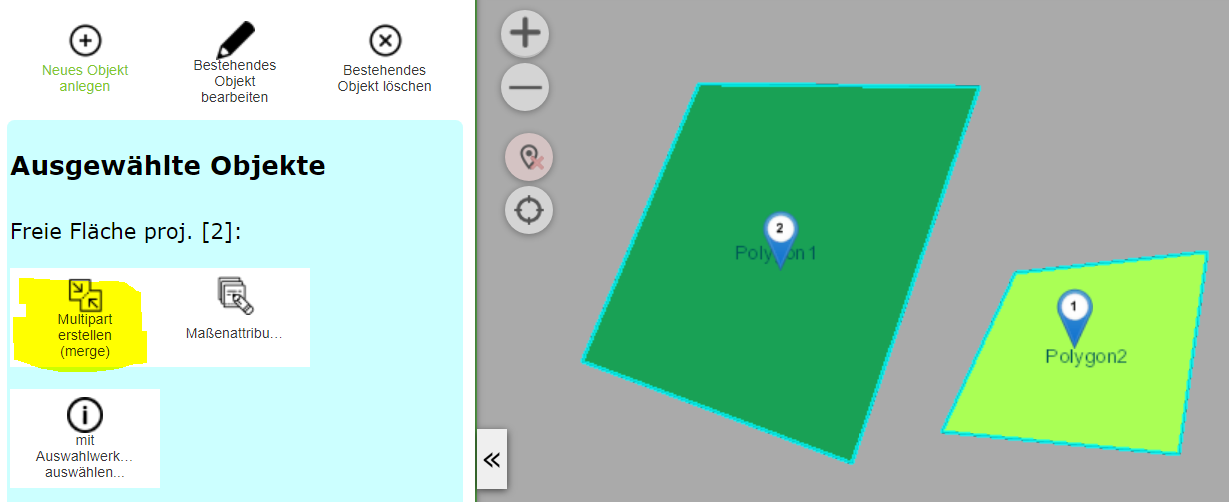 Neues Objekt
anlegen
Bestehendes
Objekt
bearbeiten
Bestehendes
Objekt löschen
Ausgewählte Objekte
Freie Fläche proj. [2]:
Multipart
erstellen
(merge)
Maßenattribu...
mit
Auswahlwerk...
auswählen...
2
Polygon1
1
Polygon2